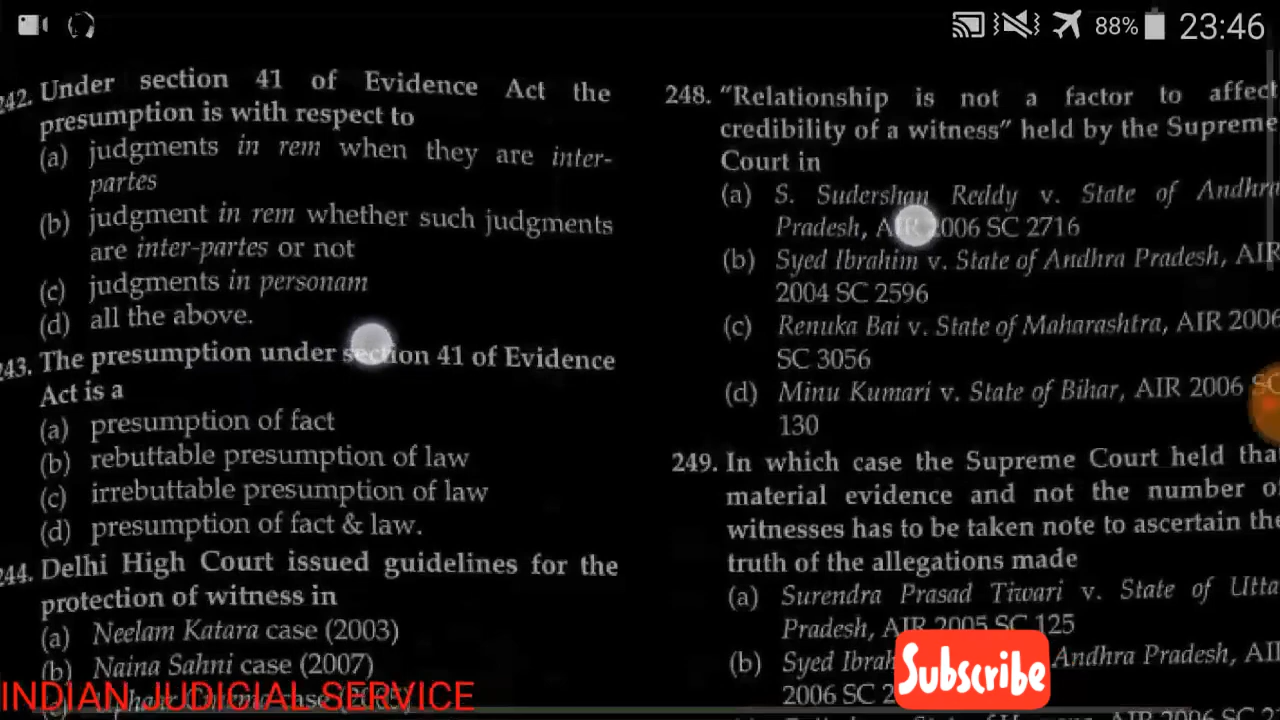 88% 23:46
242. Under section 41 of Evidence Act the
presumption is with respect to
(a) judgments in rem when they are inter-
partes
(b) judgment in rem whether such judgments
are inter-partes or not
(c) judgments in personam
(d) all the above.
243. The presumption under section 41 of Evidence
Act is a
(a) presumption of fact
(b) rebuttable presumption of law
(c) irrebuttable presumption of law
(d) presumption of fact & law.
244. Delhi High Court issued guidelines for the
protection of witness in
(a) Neelam Katara case (2003)
(b) Naina Sahni case (2007)
INDIAN JUDICIAL SERVICE
248. "Relationship is not a factor to affect
credibility of a witness" held by the Supreme
Court in
(a) S. Sudershan Reddy v. State of Andhra
Pradesh, AIR 2006 SC 2716
(b) Syed Ibrahim v. State of Andhra Pradesh, AIR
2004 SC 2596
(c) Renuka Bai v. State of Maharashtra, AIR 2006
SC 3056
(d) Minu Kumari v. State of Bihar, AIR 2006 SC
130
249. In which case the Supreme Court held that
material evidence and not the number of
witnesses has to be taken note to ascertain the
truth of the allegations made
(a) Surendra Prasad Tiwari v. State of Utta
Pradesh, AIR 2005 SC 125
(b) Syed Ibrah Andhra Pradesh, AI
2006 SC 2
Subscribe